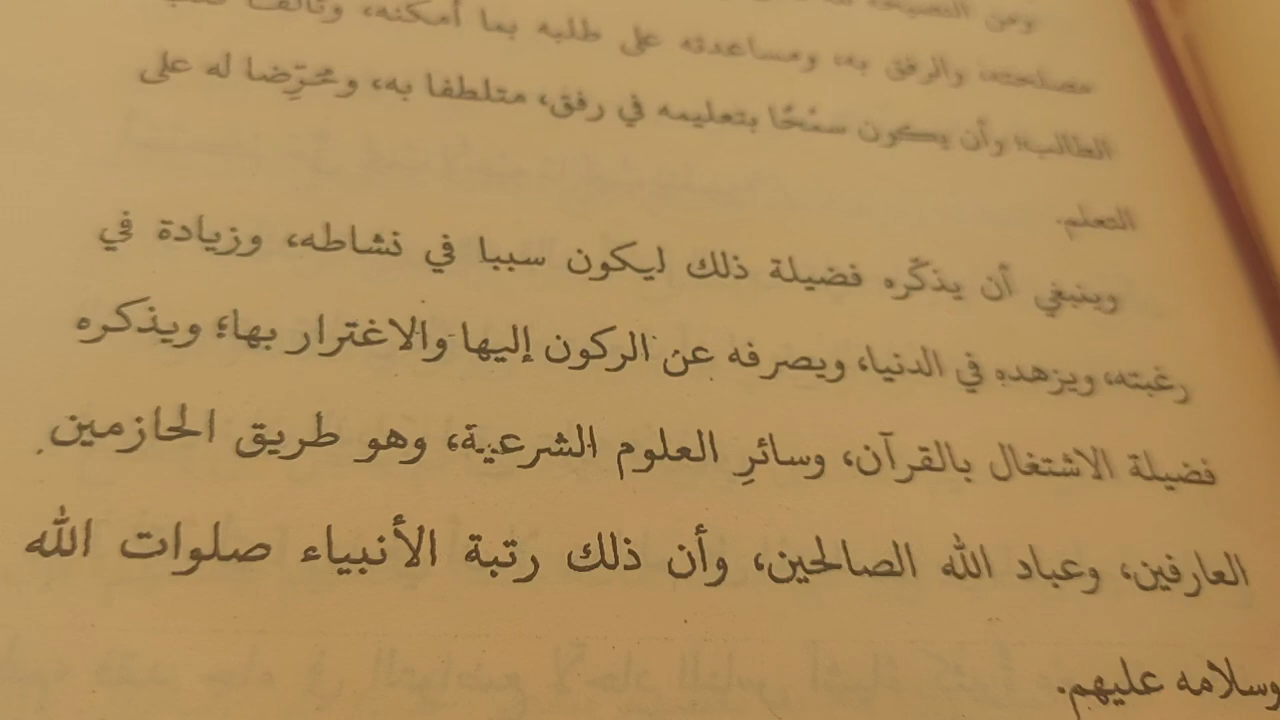 ومن النصيحة
مصلحته، والرفق به، ومساعدته على طلبه بما أمكنه، وتألف
الطالب؛ وأن يكون سمْحًا بتعليمه في رفق، متلطفا به، ومحرِّضا له على
التعلم.
وينبغي أن يذكّره فضيلة ذلك ليكون سببا في نشاطه، وزيادة في
رغبته، ويزهده في الدنيا، ويصرفه عن الركون إليها والاغترار بها؛ ويذكره
فضيلة الاشتغال بالقرآن، وسائرِ العلوم الشرعية، وهو طريق الحازمين
العارفين، وعباد الله الصالحين، وأن ذلك رتبة الأنبياء صلوات الله
وسلامه عليهم.